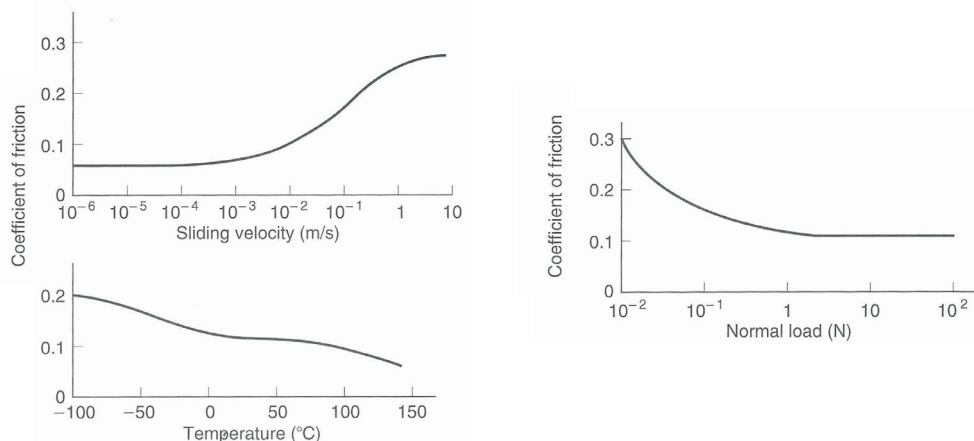 Coefficient of friction
0.3
0.2
0.1
0
10⁻⁶ 10⁻⁵ 10⁻⁴ 10⁻³ 10⁻² 10⁻¹ 1 10
Sliding velocity (m/s)
0.2
0.1
0
−100 −50 0 50 100 150
Temperature (°C)
Coefficient of friction
0.3
0.2
0.1
0
10⁻² 10⁻¹ 1 10 10²
Normal load (N)